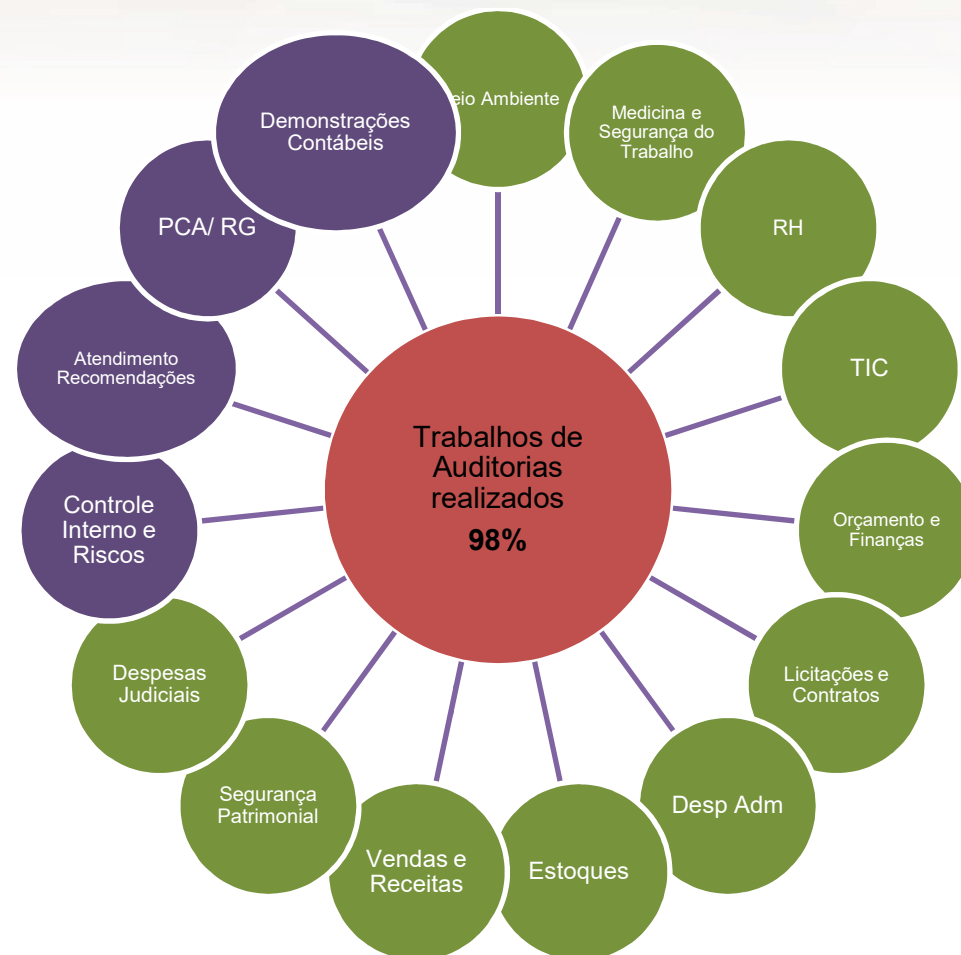 Demonstrações
Contábeis
eio Ambiente
Medicina e
Segurança do
Trabalho
RH
TIC
Orçamento e
Finanças
Licitações e
Contratos
Desp Adm
Estoques
Vendas e
Receitas
Segurança
Patrimonial
Despesas
Judiciais
Controle
Interno e
Riscos
Atendimento
Recomendações
PCA/ RG
Trabalhos de
Auditorias
realizados
98%